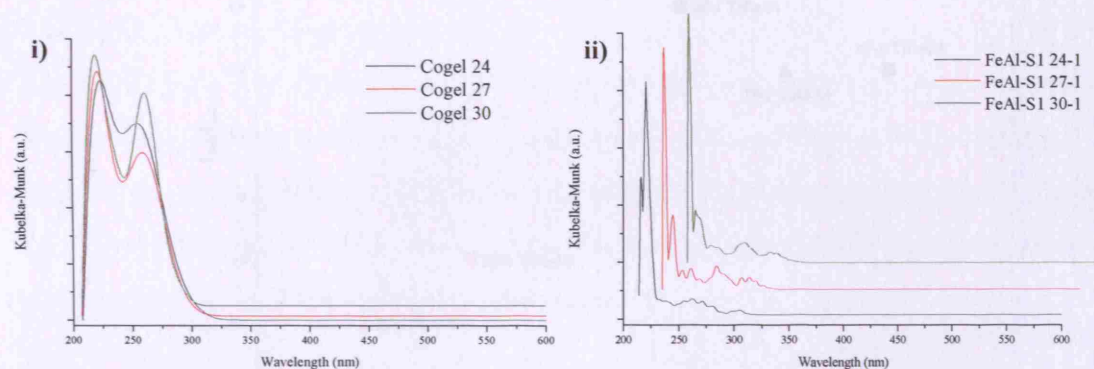 i)
Cogel 24
Cogel 27
Cogel 30
Kubelka-Munk (a.u.)
200 250 300 350 400 450 500 550 600
Wavelength (nm)
ii)
FeAl-S1 24-1
FeAl-S1 27-1
FeAl-S1 30-1
Kubelka-Munk (a.u.)
200 250 300 350 400 450 500 550 600
Wavelength (nm)